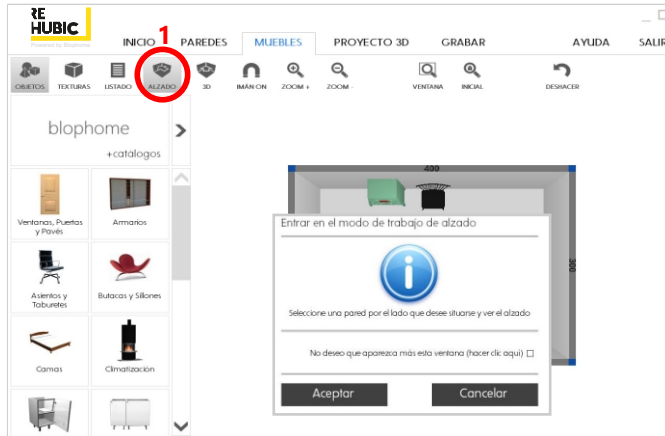 RE
HUBIC
Powered by Blophome
1
INICIO PAREDES MUEBLES PROYECTO 3D GRABAR AYUDA SALIR
OBJETOS TEXTURAS LISTADO ALZADO 3D IMÁN ON ZOOM + ZOOM - VENTANA INICIAL DESHACER
blophome
+catálogos
Ventanas, Puertas
y Pavés
Armarios
Asientos y
Taburetes
Butacas y Sillones
Camas
Climatización
400
300
Entrar en el modo de trabajo de alzado
Seleccione una pared por el lado que desee situarse y ver el alzado
No deseo que aparezca más esta ventana (hacer clic aquí)
Aceptar Cancelar